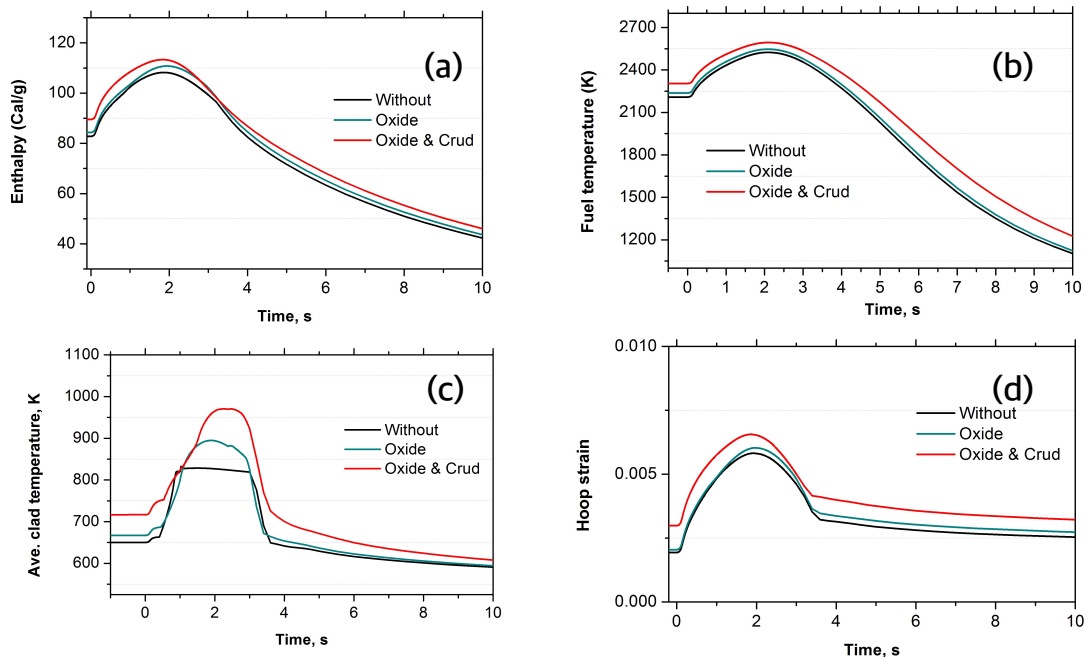 (a)
Enthalpy (Cal/g)
120
100
80
60
40
Without
Oxide
Oxide & Crud
0 2 4 6 8 10
Time, s
(b)
Fuel temperature (K)
2700
2400
2100
1800
1500
1200
Without
Oxide
Oxide & Crud
0 1 2 3 4 5 6 7 8 9 10
Time, s
(c)
Ave. clad temperature, K
1100
1000
900
800
700
600
Without
Oxide
Oxide & Crud
0 2 4 6 8 10
Time, s
(d)
Hoop strain
0.010
0.005
0.000
Without
Oxide
Oxide & Crud
0 2 4 6 8 10
Time, s